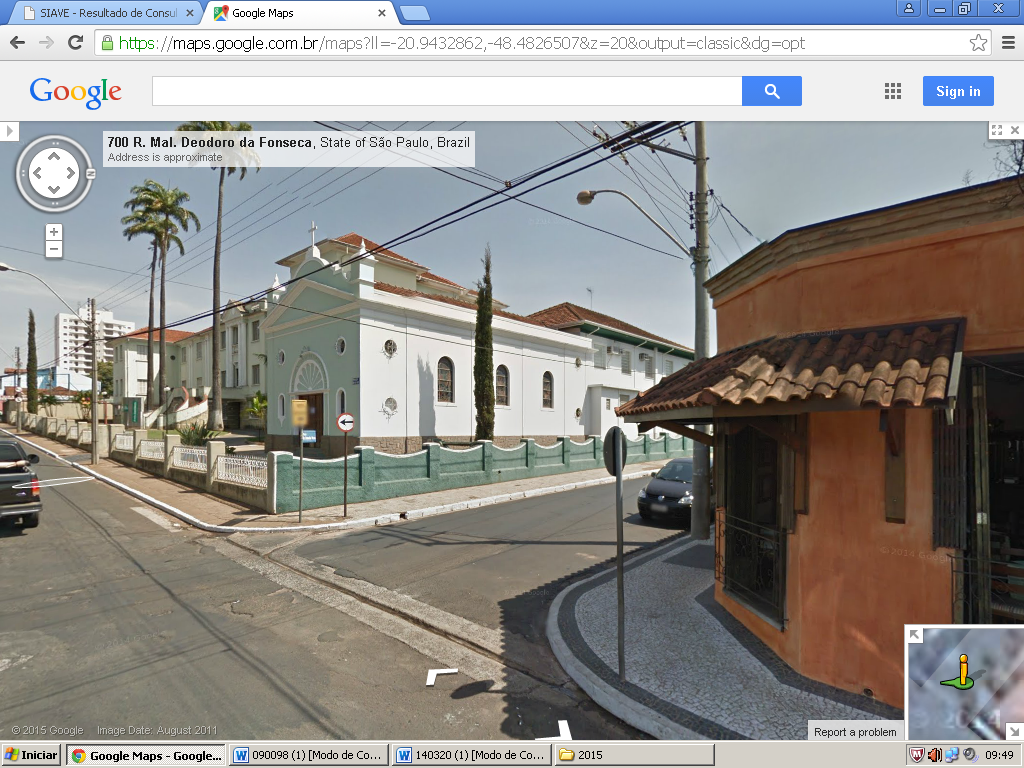 SIAVE - Resultado de Consul
Google Maps
https://maps.google.com.br/maps?ll=-20.9432862,-48.4826507&z=20&output=classic&dg=opt
Google
Sign in
700 R. Mal. Deodoro da Fonseca, State of São Paulo, Brazil
Address is approximate
© 2015 Google
Image Date: August 2011
Report a problem
Iniciar
Google Maps - Google...
090098 (1) [Modo de Co...
140320 (1) [Modo de Co...
2015
09:49